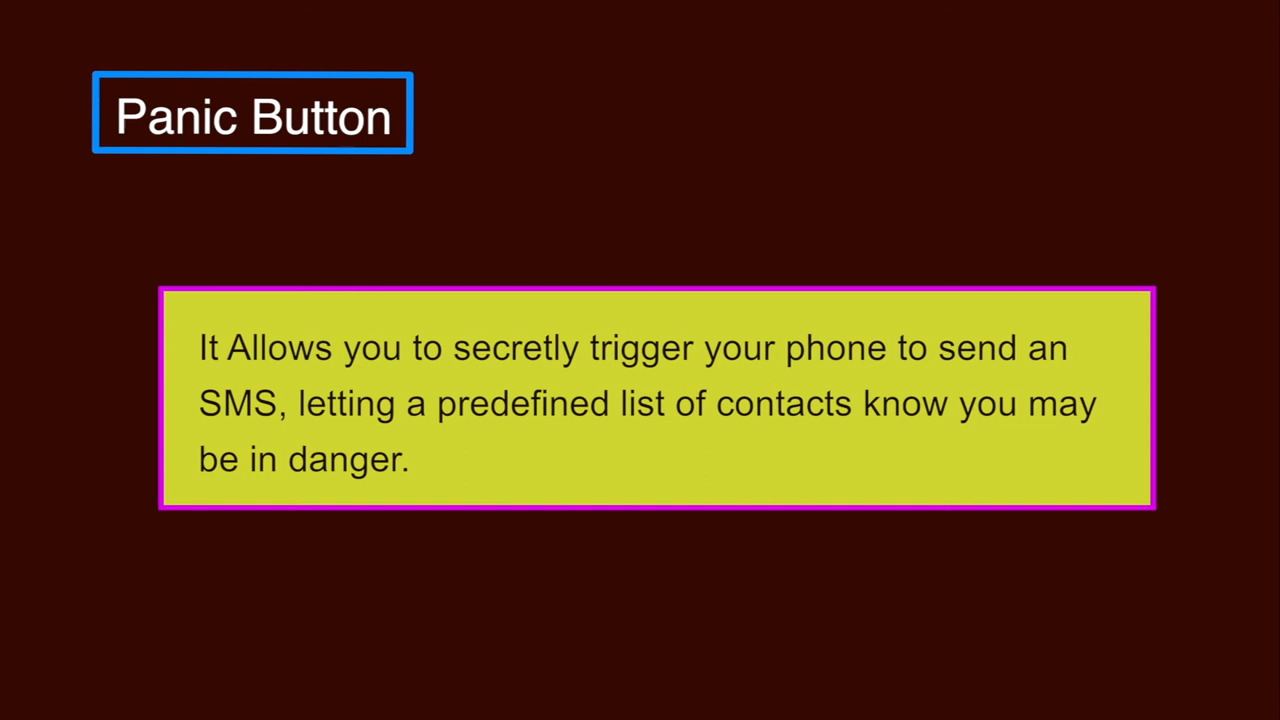 Panic Button
It Allows you to secretly trigger your phone to send an
SMS, letting a predefined list of contacts know you may
be in danger.